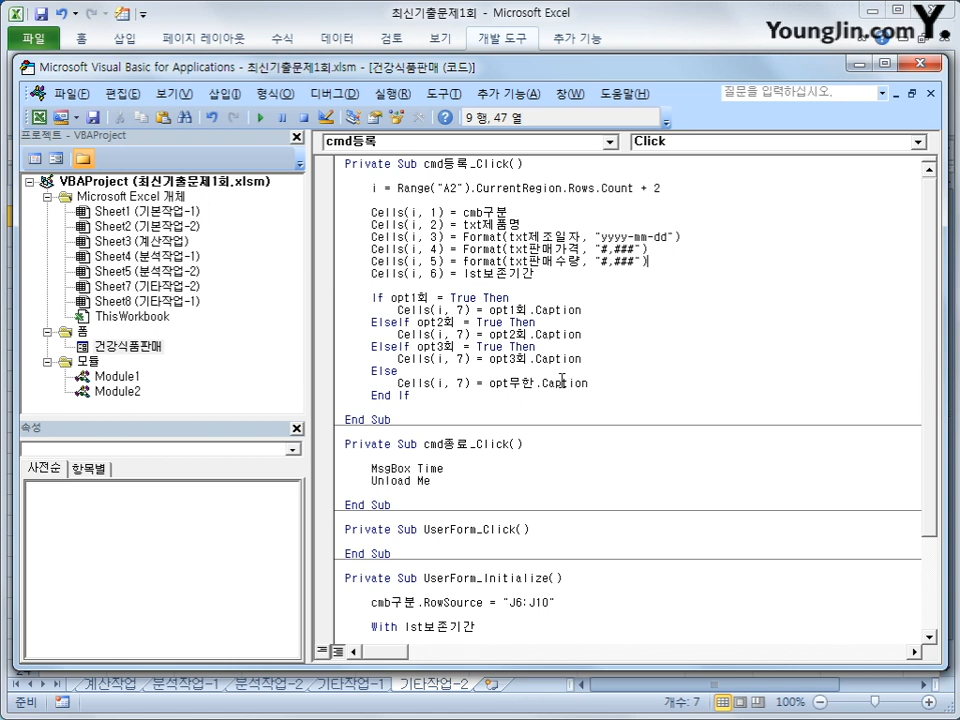 최신기출문제1회 - Microsoft Excel
Younglin.com Y.
파일 홈 삽입 페이지 레이아웃 수식 데이터 검토 보기 개발 도구 추가 기능
Microsoft Visual Basic for Applications - 최신기출문제1회.xlsm - [건강식품판매 (코드)]
파일(F) 편집(E) 보기(V) 삽입(I) 형식(O) 디버그(D) 실행(R) 도구(T) 추가 기능(A) 창(W) 도움말(H) 질문을 입력하십시오.
9 행, 47 열
프로젝트 - VBAProject
VBAProject (최신기출문제1회.xlsm)
Microsoft Excel 개체
Sheet1 (기본작업-1)
Sheet2 (기본작업-2)
Sheet3 (계산작업)
Sheet4 (분석작업-1)
Sheet5 (분석작업-2)
Sheet7 (기타작업-2)
Sheet8 (기타작업-1)
ThisWorkbook
폼
건강식품판매
모듈
Module1
Module2
속성
사전순 항목별
cmd등록 Click
Private Sub cmd등록_Click()
i = Range("A2").CurrentRegion.Rows.Count + 2
Cells(i, 1) = cmb구분
Cells(i, 2) = txt제품명
Cells(i, 3) = Format(txt제조일자, "yyyy-mm-dd")
Cells(i, 4) = Format(txt판매가격, "#,###")
Cells(i, 5) = format(txt판매수량, "#,###")
Cells(i, 6) = lst보존기간
If opt1회 = True Then
Cells(i, 7) = opt1회.Caption
ElseIf opt2회 = True Then
Cells(i, 7) = opt2회.Caption
ElseIf opt3회 = True Then
Cells(i, 7) = opt3회.Caption
Else
Cells(i, 7) = opt무한.Caption
End If
End Sub
Private Sub cmd종료_Click()
MsgBox Time
Unload Me
End Sub
Private Sub UserForm_Click()
End Sub
Private Sub UserForm_Initialize()
cmb구분.RowSource = "J6:J10"
With lst보존기간
계산작업 분석작업-1 분석작업-2 기타작업-1 기타작업-2
준비 개수: 7 100%